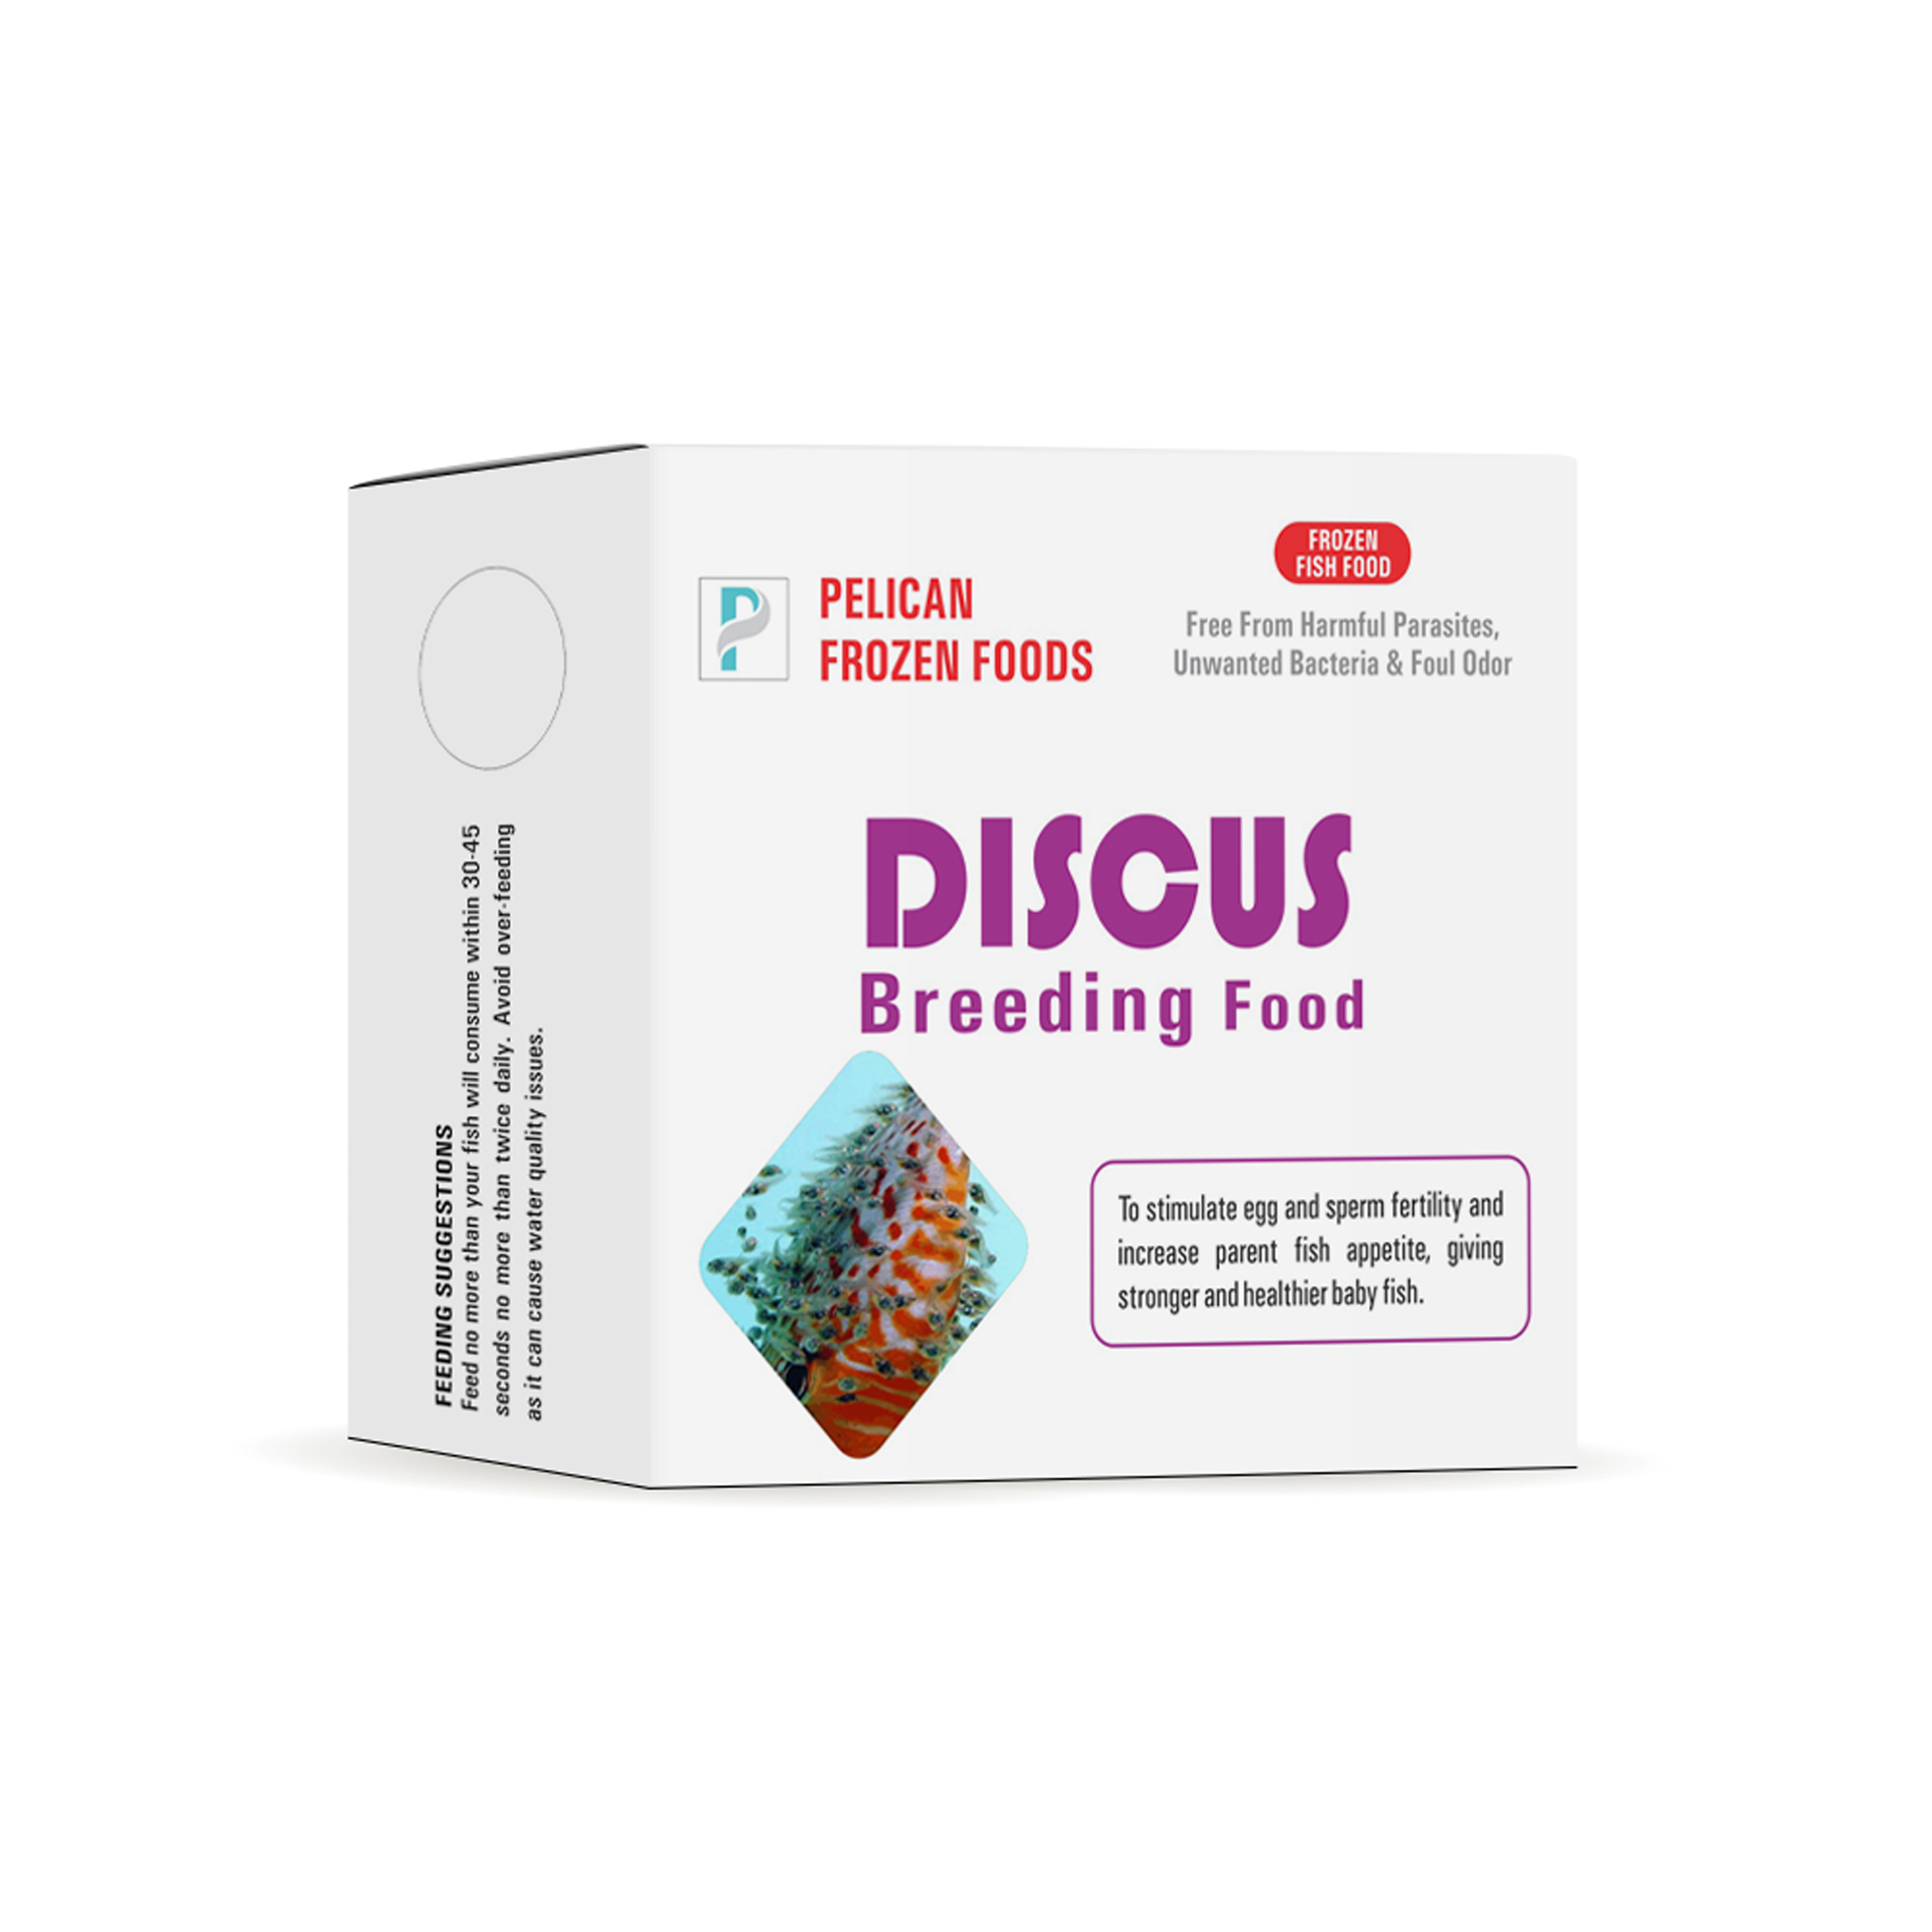 PELICAN
FROZEN FOODS
FROZEN
FISH FOOD
Free From Harmful Parasites,
Unwanted Bacteria & Foul Odor
DISCUS
Breeding Food
To stimulate egg and sperm fertility and
increase parent fish appetite, giving
stronger and healthier baby fish.
FEEDING SUGGESTIONS
Feed no more than your fish will consume within 30-45
seconds no more than twice daily. Avoid over-feeding
as it can cause water quality issues.